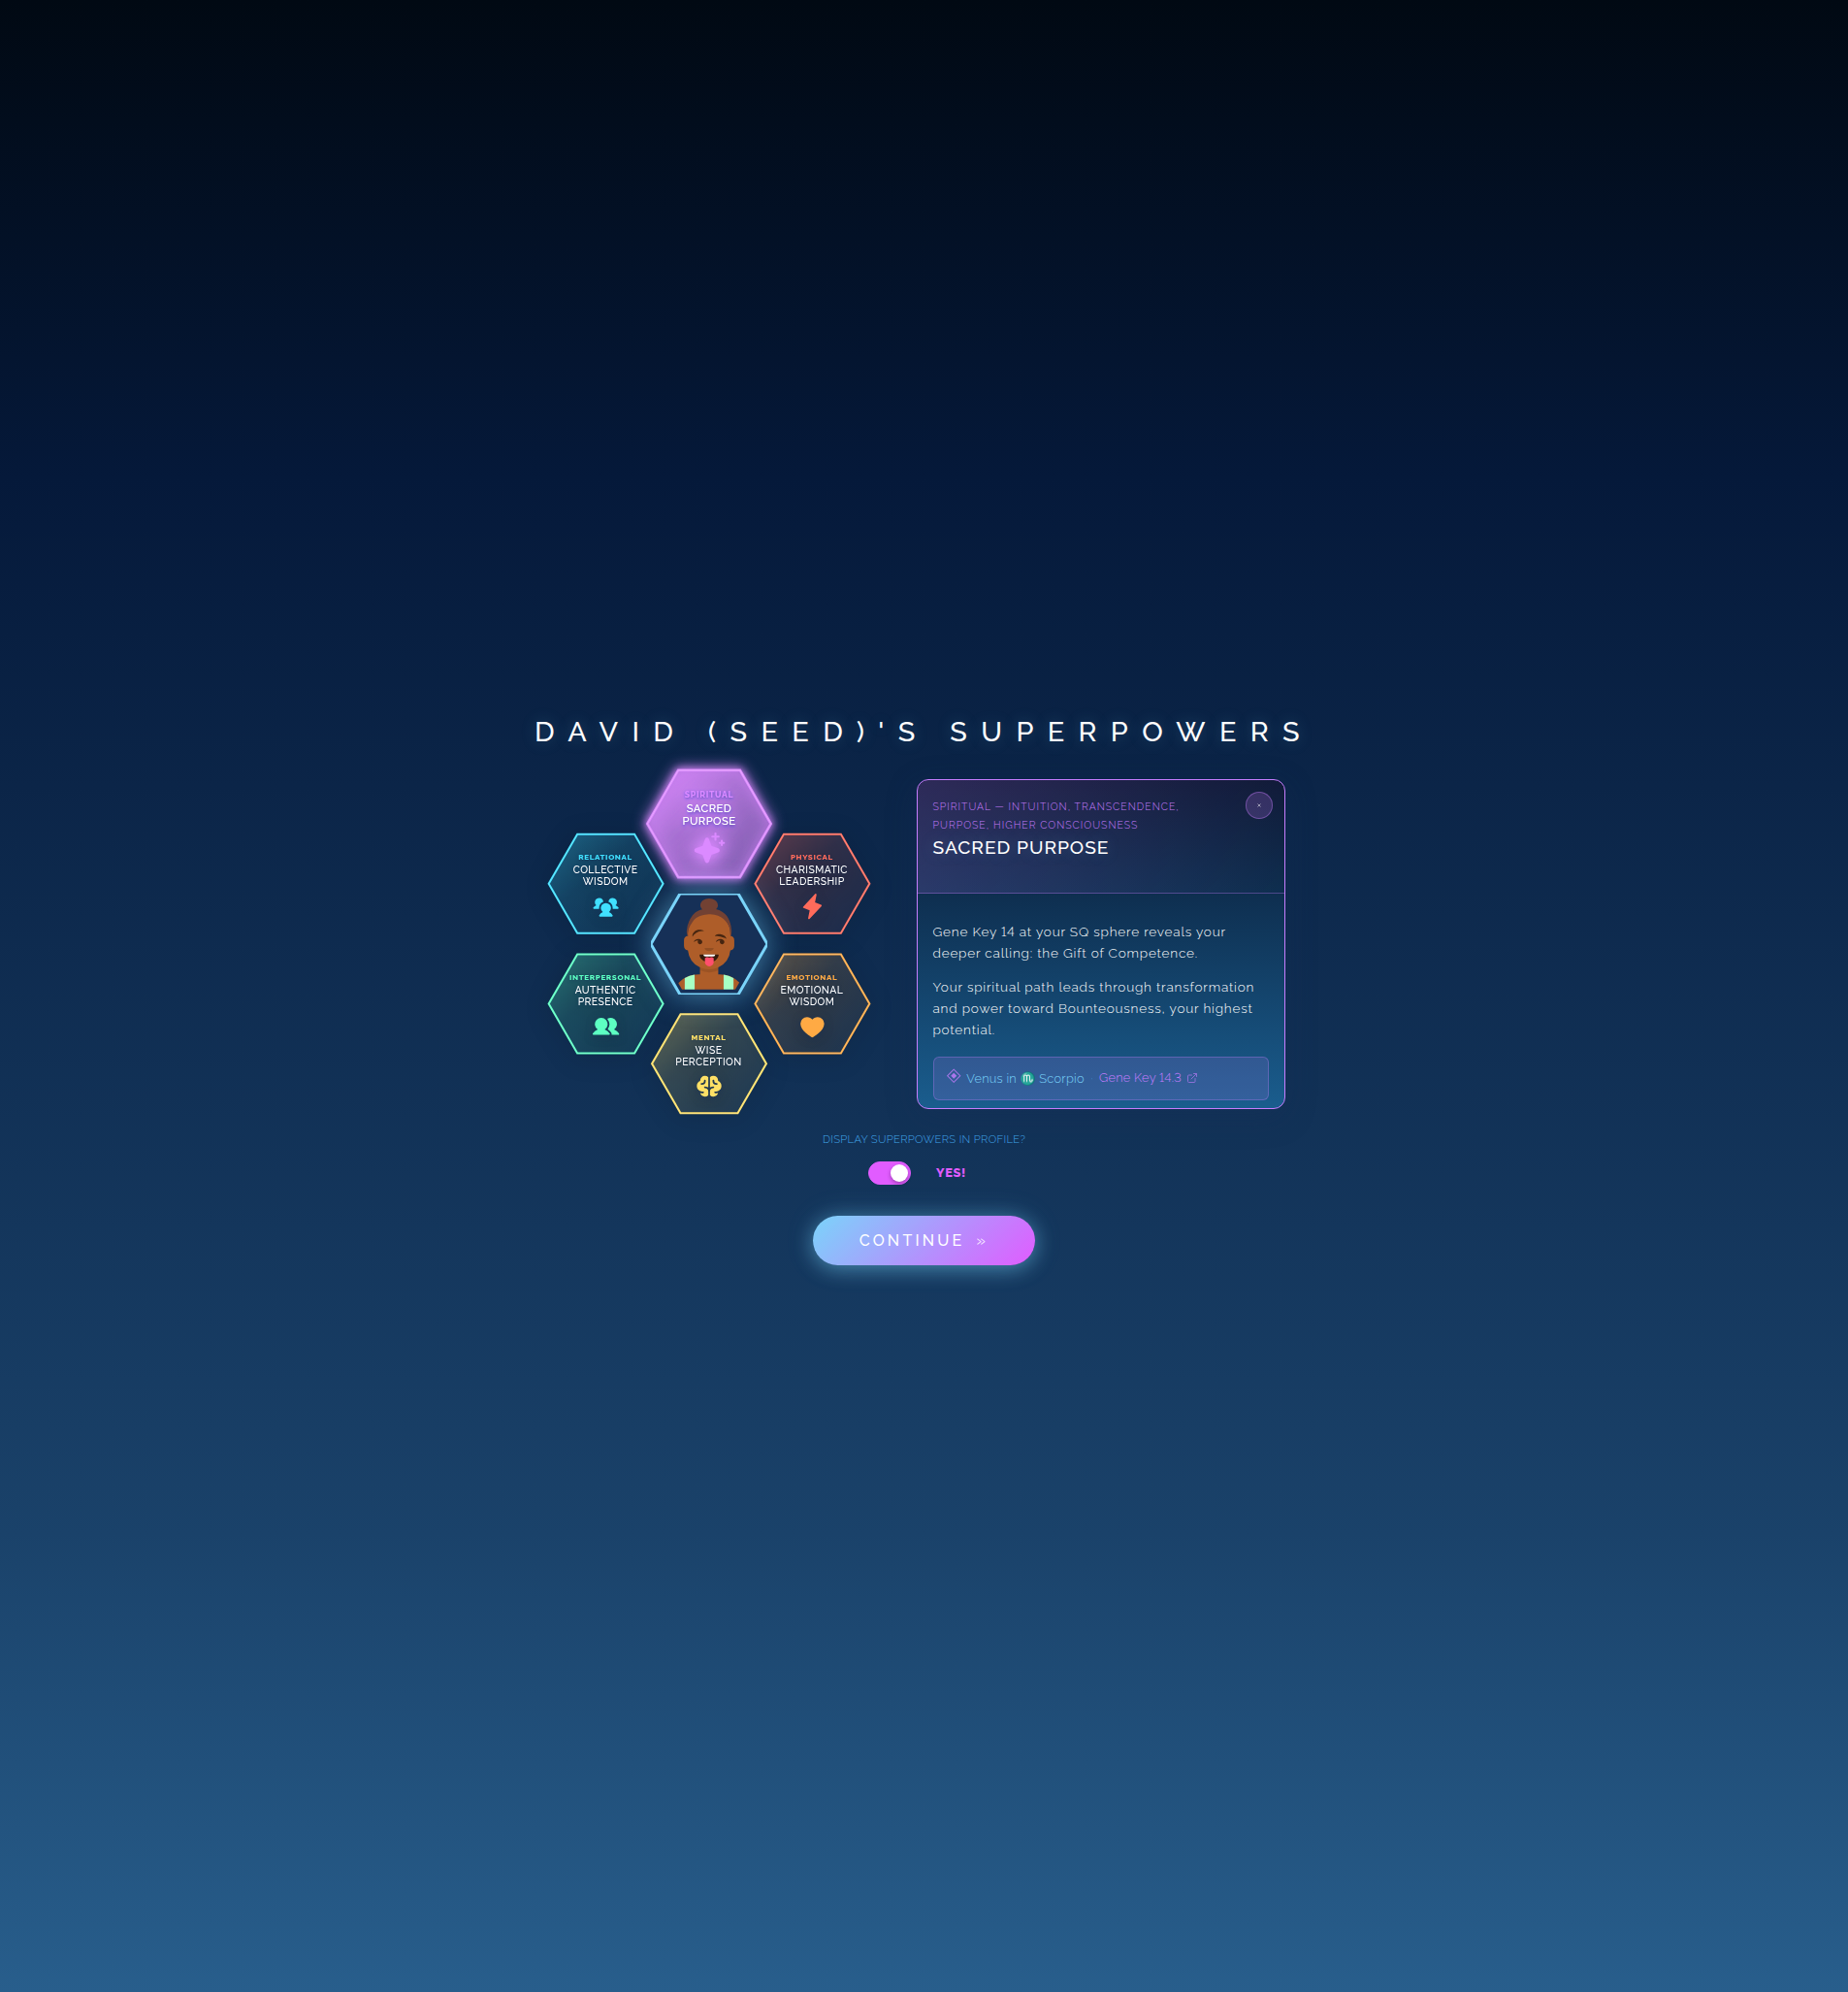 DAVID (SEED)'S SUPERPOWERS
SPIRITUAL
SACRED
PURPOSE
RELATIONAL
COLLECTIVE
WISDOM
PHYSICAL
CHARISMATIC
LEADERSHIP
INTERPERSONAL
AUTHENTIC
PRESENCE
EMOTIONAL
EMOTIONAL
WISDOM
MENTAL
WISE
PERCEPTION
SPIRITUAL — INTUITION, TRANSCENDENCE,
PURPOSE, HIGHER CONSCIOUSNESS
SACRED PURPOSE
×
Gene Key 14 at your SQ sphere reveals your
deeper calling: the Gift of Competence.
Your spiritual path leads through transformation
and power toward Bounteousness, your highest
potential.
Venus in ♏ Scorpio Gene Key 14.3
DISPLAY SUPERPOWERS IN PROFILE?
YES!
CONTINUE »